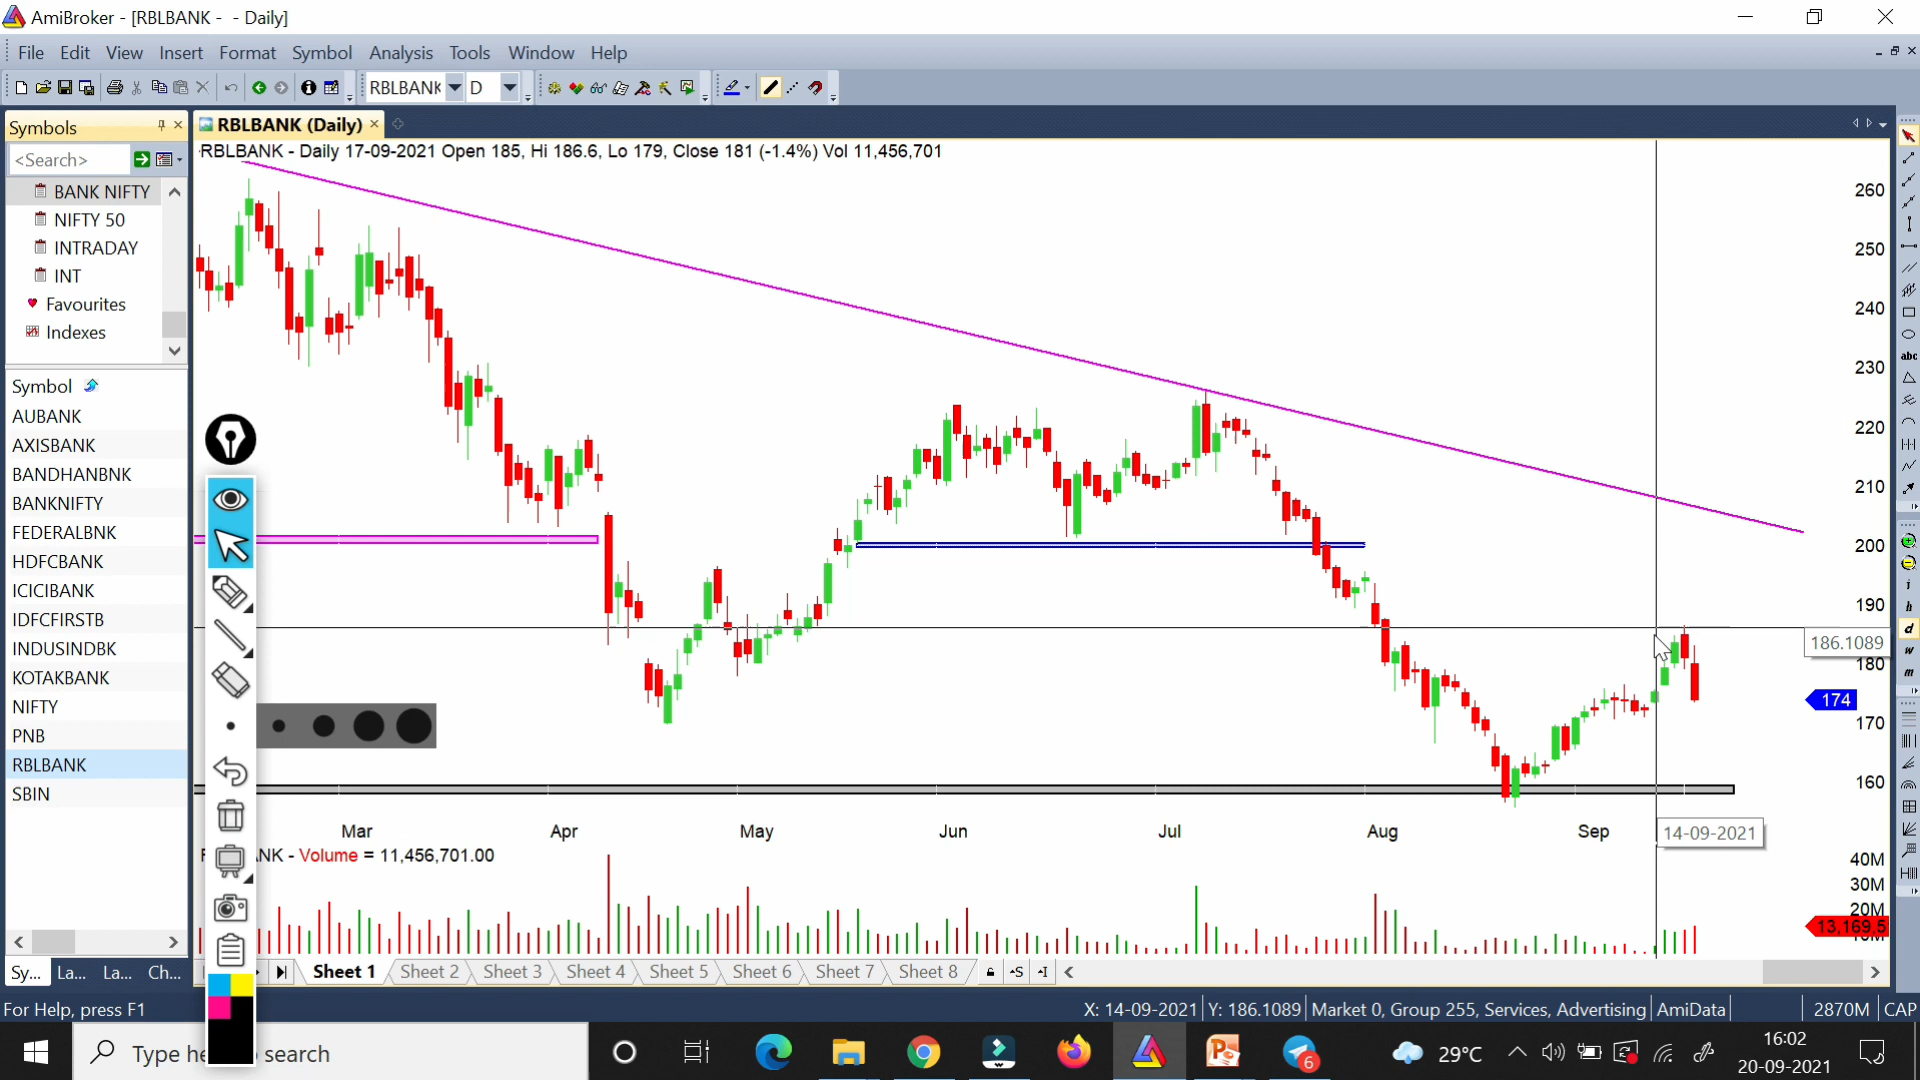 AmiBroker - [RBLBANK -  - Daily]
File Edit View Insert Format Symbol Analysis Tools Window Help
RBLBANK D
Symbols
RBLBANK (Daily)
<Search>
RBLBANK - Daily 17-09-2021 Open 185, Hi 186.6, Lo 179, Close 181 (-1.4%) Vol 11,456,701
BANK NIFTY
NIFTY 50
INTRADAY
INT
Favourites
Indexes
Symbol
AUBANK
AXISBANK
BANDHANBNK
BANKNIFTY
FEDERALBNK
HDFCBANK
ICICIBANK
IDFCFIRSTB
INDUSINDBK
KOTAKBANK
NIFTY
PNB
RBLBANK
SBIN
260
250
240
230
220
210
200
190
186.1089
180
174
170
160
Mar Apr May Jun Jul Aug Sep
14-09-2021
NK - Volume = 11,456,701.00
40M
30M
20M
13,169,5
abc
i
h
d
w
m
Sy... La... La... Ch...
Sheet 1 Sheet 2 Sheet 3 Sheet 4 Sheet 5 Sheet 6 Sheet 7 Sheet 8
For Help, press F1
X: 14-09-2021 Y: 186.1089 Market 0, Group 255, Services, Advertising AmiData 2870M CAP
Type he to search
6
29°C
16:02
20-09-2021